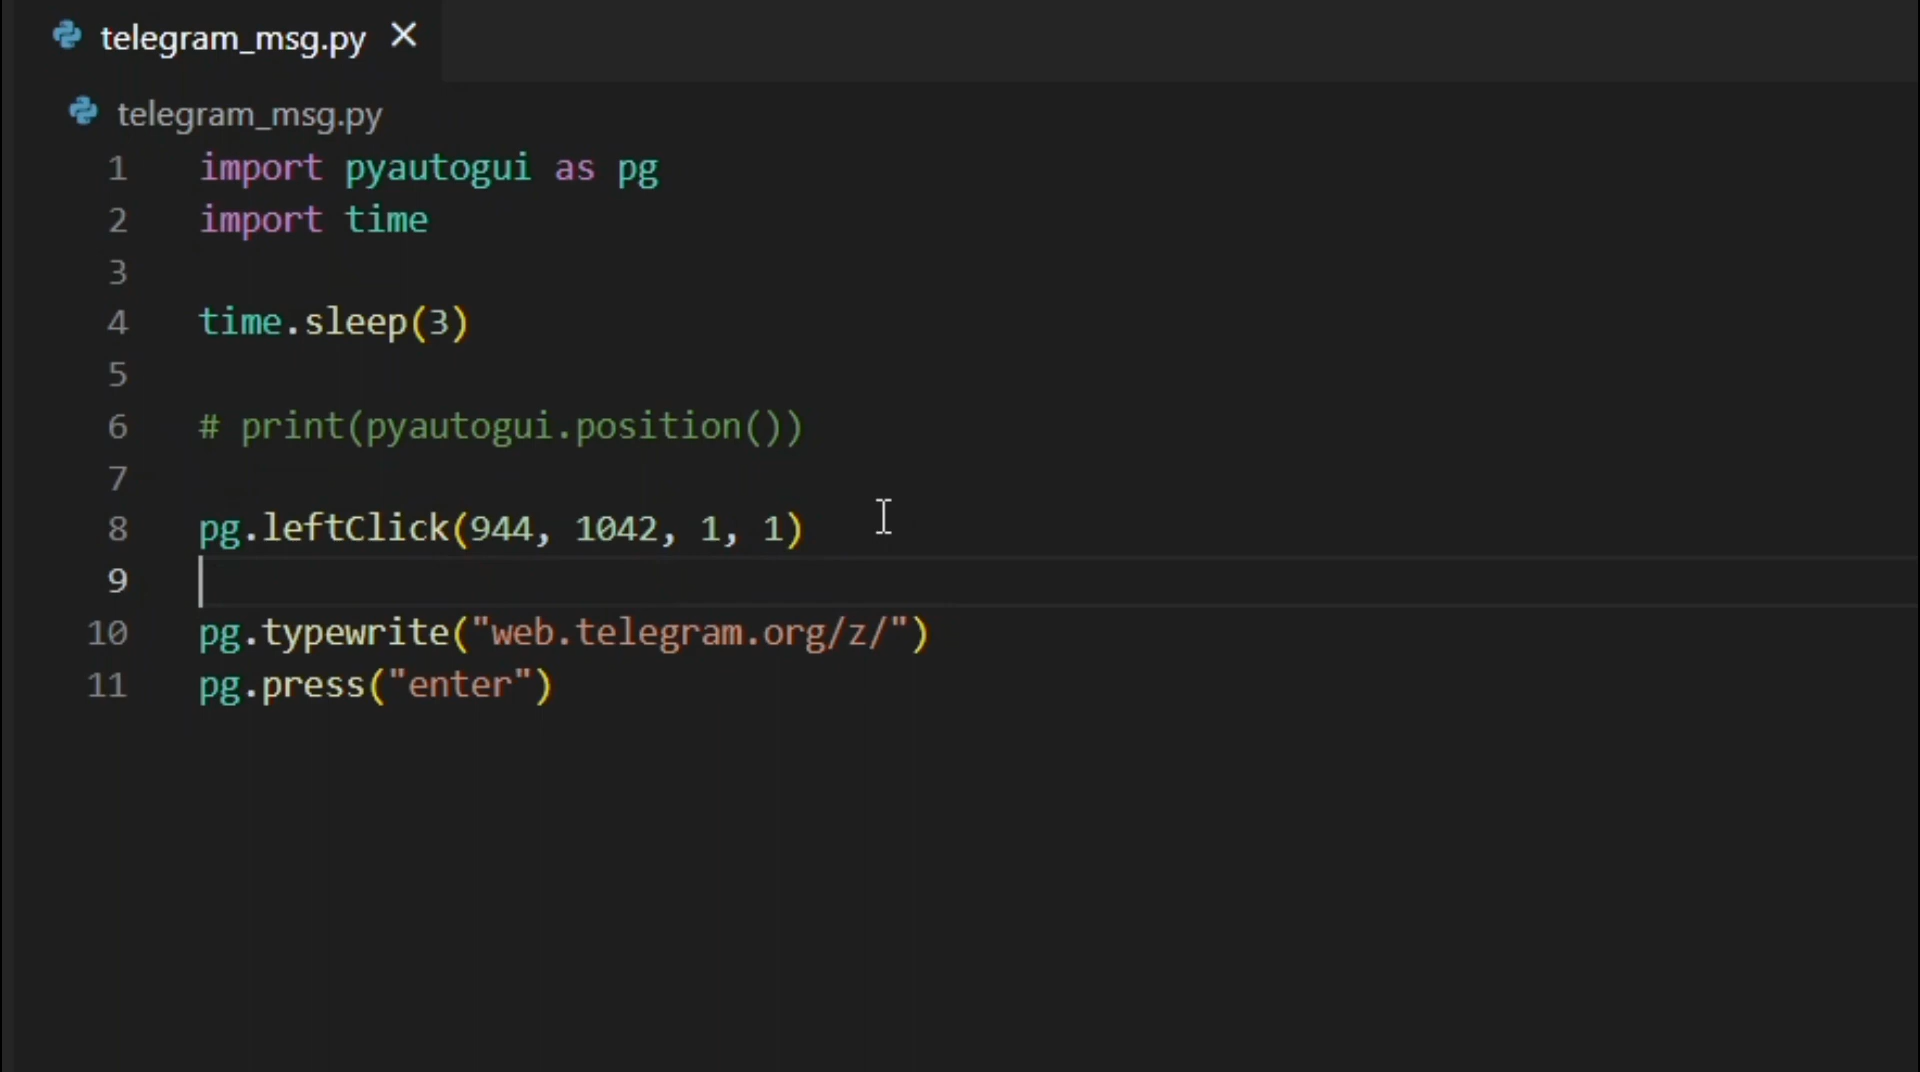 telegram_msg.py
telegram_msg.py
1 import pyautogui as pg
2 import time
3
4 time.sleep(3)
5
6 # print(pyautogui.position())
7
8 pg.leftClick(944, 1042, 1, 1)
9
10 pg.typewrite("web.telegram.org/z/")
11 pg.press("enter")